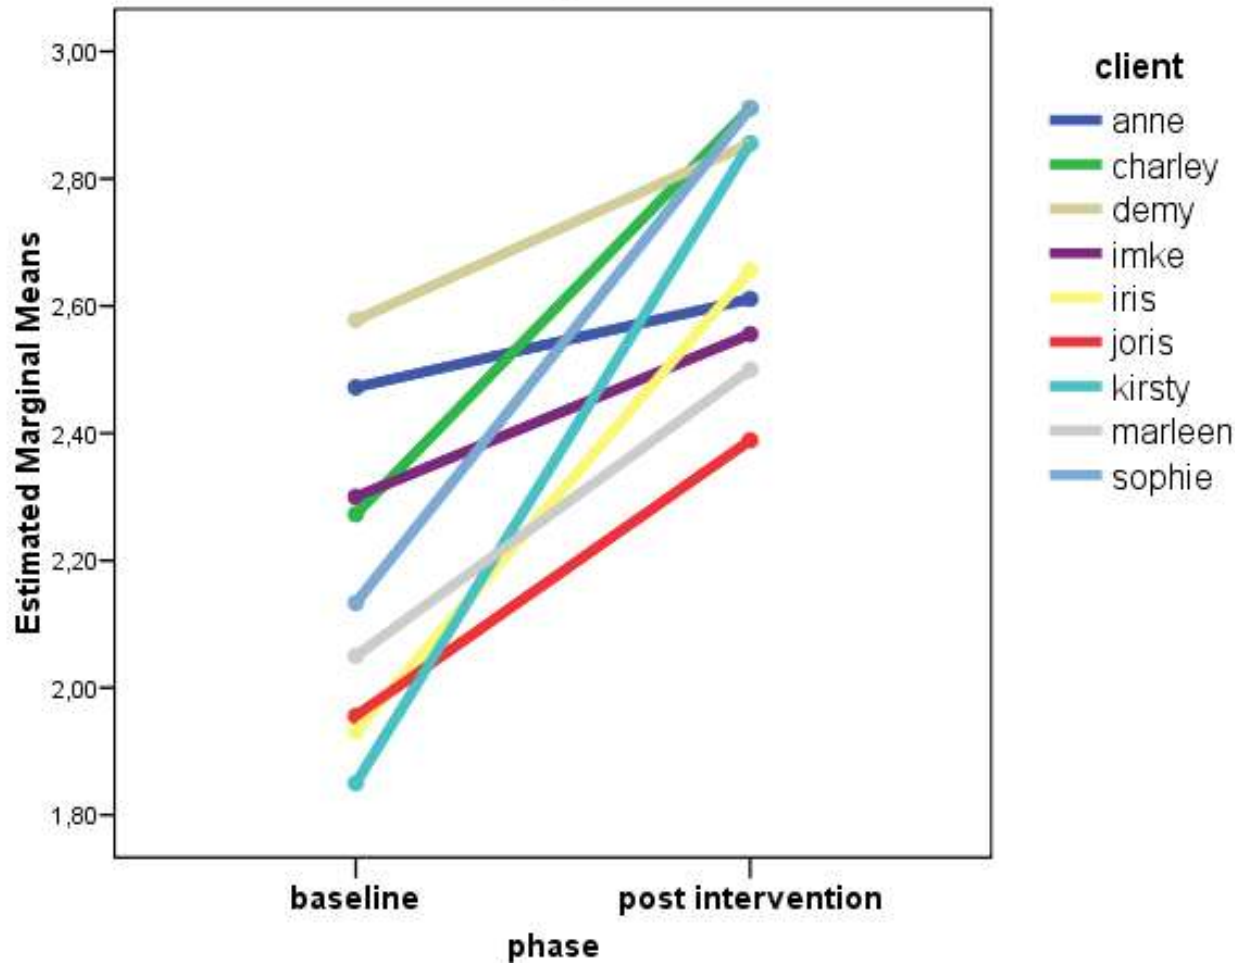 3,00
2,80
2,60
2,40
2,20
2,00
1,80
Estimated Marginal Means
baseline
post intervention
phase
client
anne
charley
demy
imke
iris
joris
kirsty
marleen
sophie